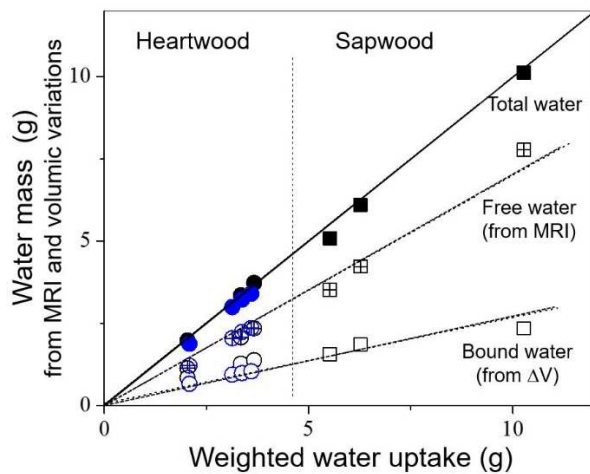 Heartwood
Sapwood
Total water
Free water
(from MRI)
Bound water
(from ΔV)
Water mass (g)
from MRI and volumic variations
10
5
0
0
5
10
Weighted water uptake (g)